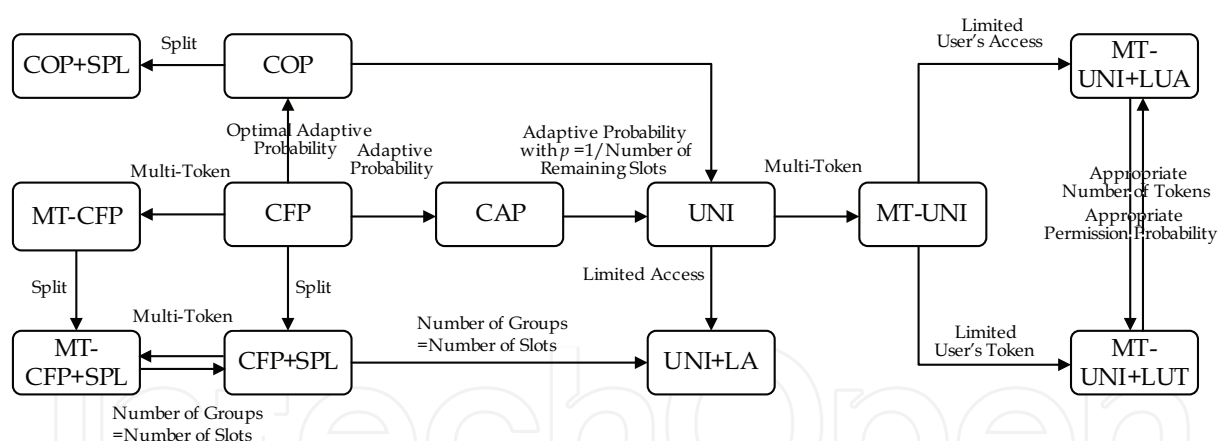 Limited
User's Access
Split
COP+SPL
COP
MT-
UNI+LUA
Optimal Adaptive
Probability
Adaptive
Probability
Adaptive Probability
with p =1/Number of
Remaining Slots
Multi-Token
Multi-Token
Appropriate
Number of Tokens
Appropriate
Permission Probability
MT-CFP
CFP
CAP
UNI
MT-UNI
Split
Split
Limited Access
Multi-Token
Number of Groups
=Number of Slots
Limited
User's Token
MT-
CFP+SPL
CFP+SPL
UNI+LA
MT-
UNI+LUT
Number of Groups
=Number of Slots
IntechOpen